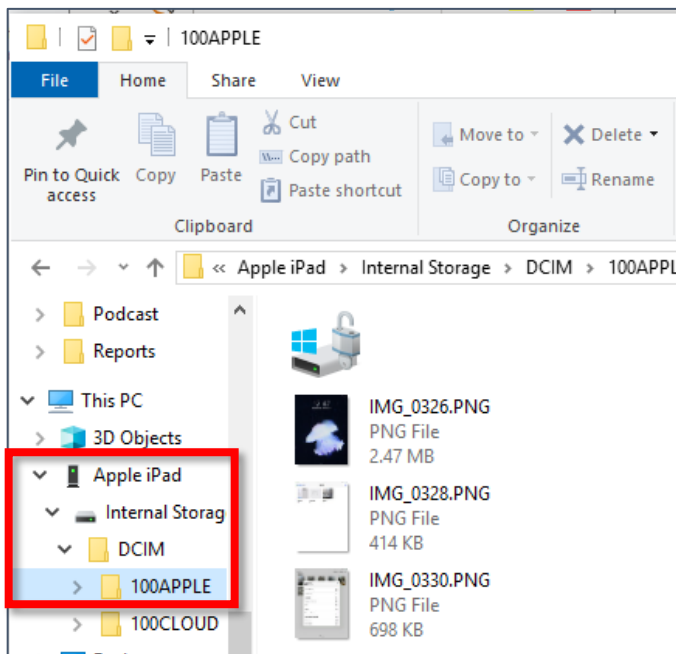 100APPLE
File Home Share View
Pin to Quick access
Copy
Paste
Cut
Copy path
Paste shortcut
Clipboard
Move to
Copy to
Delete
Rename
Organize
« Apple iPad > Internal Storage > DCIM > 100APPL
Podcast
Reports
This PC
3D Objects
Apple iPad
Internal Storag
DCIM
100APPLE
100CLOUD
IMG_0326.PNG
PNG File
2.47 MB
IMG_0328.PNG
PNG File
414 KB
IMG_0330.PNG
PNG File
698 KB